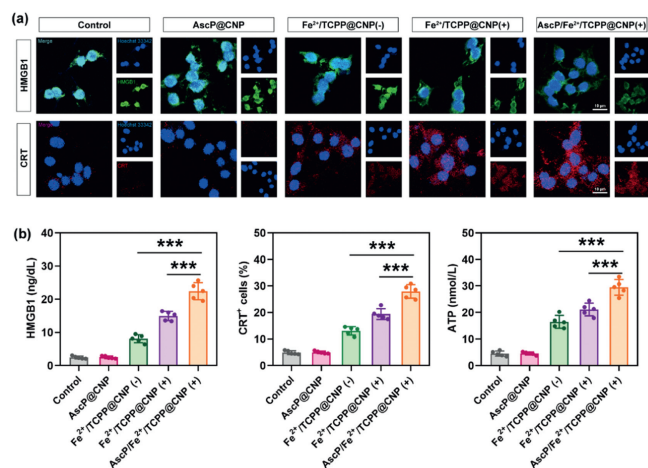 (a)
Control
AscP@CNP
Fe²⁺/TCPP@CNP(-)
Fe²⁺/TCPP@CNP(+)
AscP/Fe²⁺/TCPP@CNP(+)
HMGB1
Merge
Hoechst 33342
HMGB1
10 μm
CRT
Merge
Hoechst 33342
CRT
10 μm
(b)
HMGB1 (ng/dL)
30
20
10
0
***
***
Control
AscP@CNP
Fe²⁺/TCPP@CNP (-)
Fe²⁺/TCPP@CNP (+)
AscP/Fe²⁺/TCPP@CNP (+)
CRT⁺ cells (%)
40
30
20
10
0
***
***
Control
AscP@CNP
Fe²⁺/TCPP@CNP (-)
Fe²⁺/TCPP@CNP (+)
AscP/Fe²⁺/TCPP@CNP (+)
ATP (nmol/L)
40
30
20
10
0
***
***
Control
AscP@CNP
Fe²⁺/TCPP@CNP (-)
Fe²⁺/TCPP@CNP (+)
AscP/Fe²⁺/TCPP@CNP (+)